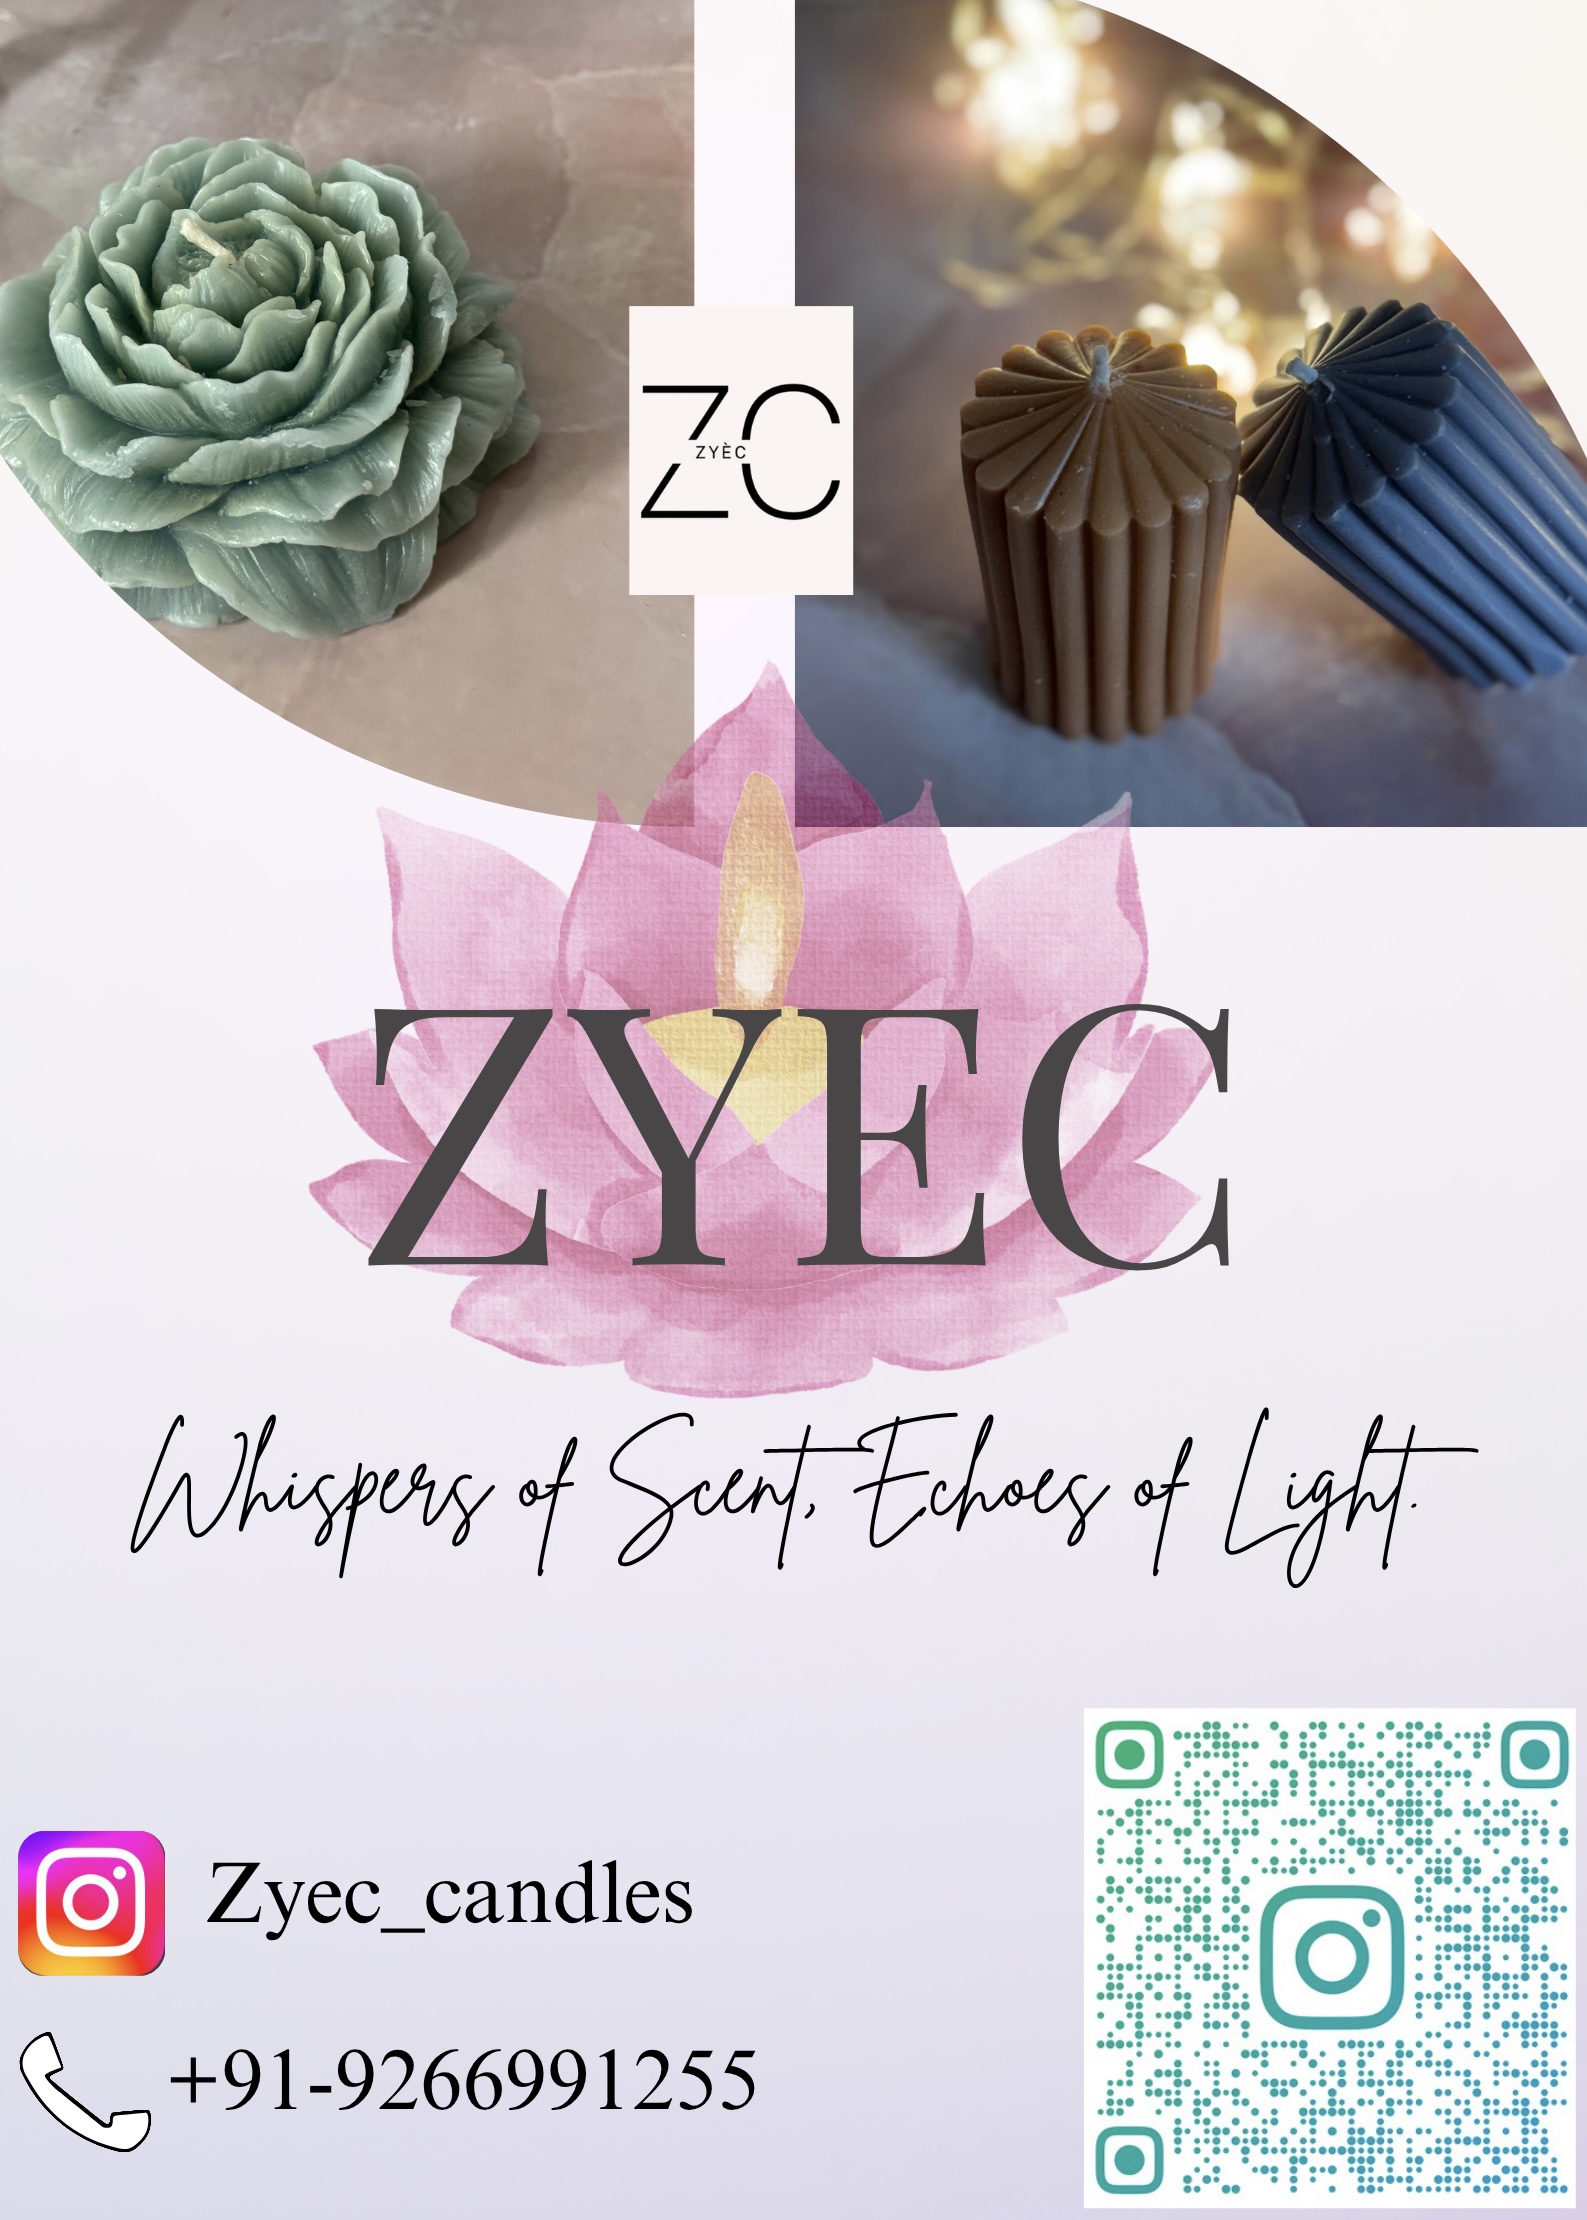 ZC
ZYÈC
ZYEC
Whispers of Scent, Echoes of Light.
Zyec_candles
+91-9266991255